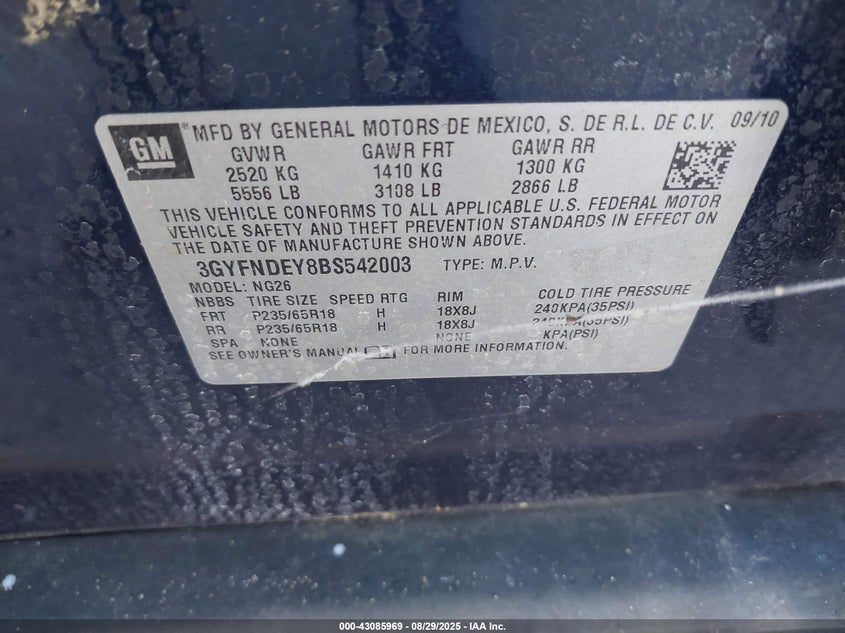 GM ® MFD BY GENERAL MOTORS DE MEXICO, S. DE R.L. DE C.V. 09/10
GVWR GAWR FRT GAWR RR
2520 KG 1410 KG 1300 KG
5556 LB 3108 LB 2866 LB
THIS VEHICLE CONFORMS TO ALL APPLICABLE U.S. FEDERAL MOTOR
VEHICLE SAFETY AND THEFT PREVENTION STANDARDS IN EFFECT ON
THE DATE OF MANUFACTURE SHOWN ABOVE.
3GYFNDEY8BS542003 TYPE: M.P.V.
MODEL: NG26
NBBS TIRE SIZE SPEED RTG RIM COLD TIRE PRESSURE
FRT P235/65R18 H 18X8J 240KPA(35PSI)
RR P235/65R18 H 18X8J 240KPA(35PSI)
SPA NONE NONE KPA(PSI)
SEE OWNER'S MANUAL FOR MORE INFORMATION.
000-43085969 | 08/29/2025 | IAA Inc.